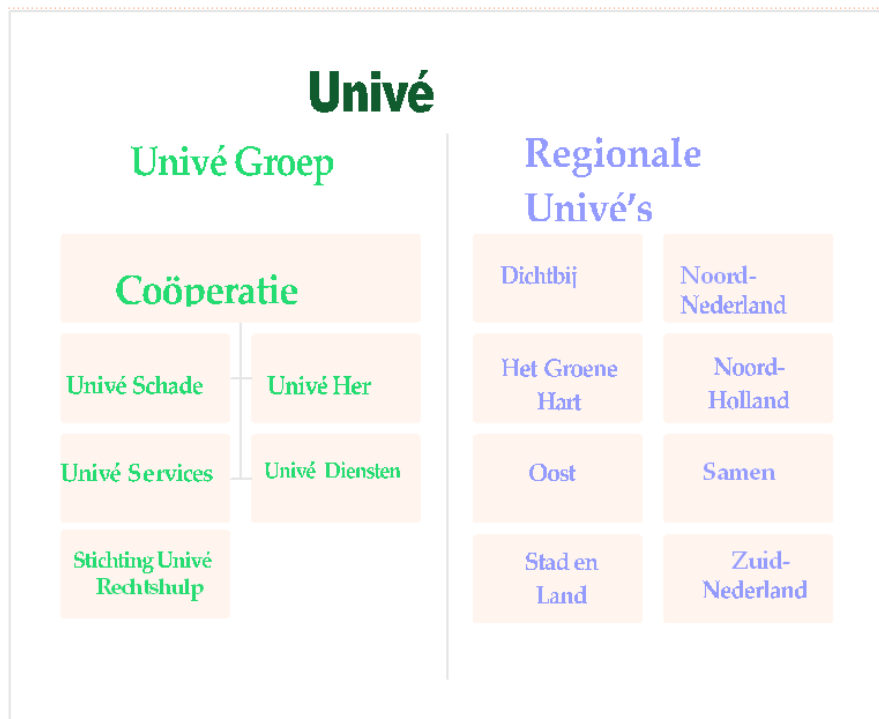 Univé
Univé Groep
Coöperatie
Univé Schade
Univé Her
Univé Services
Univé Diensten
Stichting Univé
Rechtshulp
Regionale
Univé's
Dichtbij
Noord-
Nederland
Het Groene
Hart
Noord-
Holland
Oost
Samen
Stad en
Land
Zuid-
Nederland